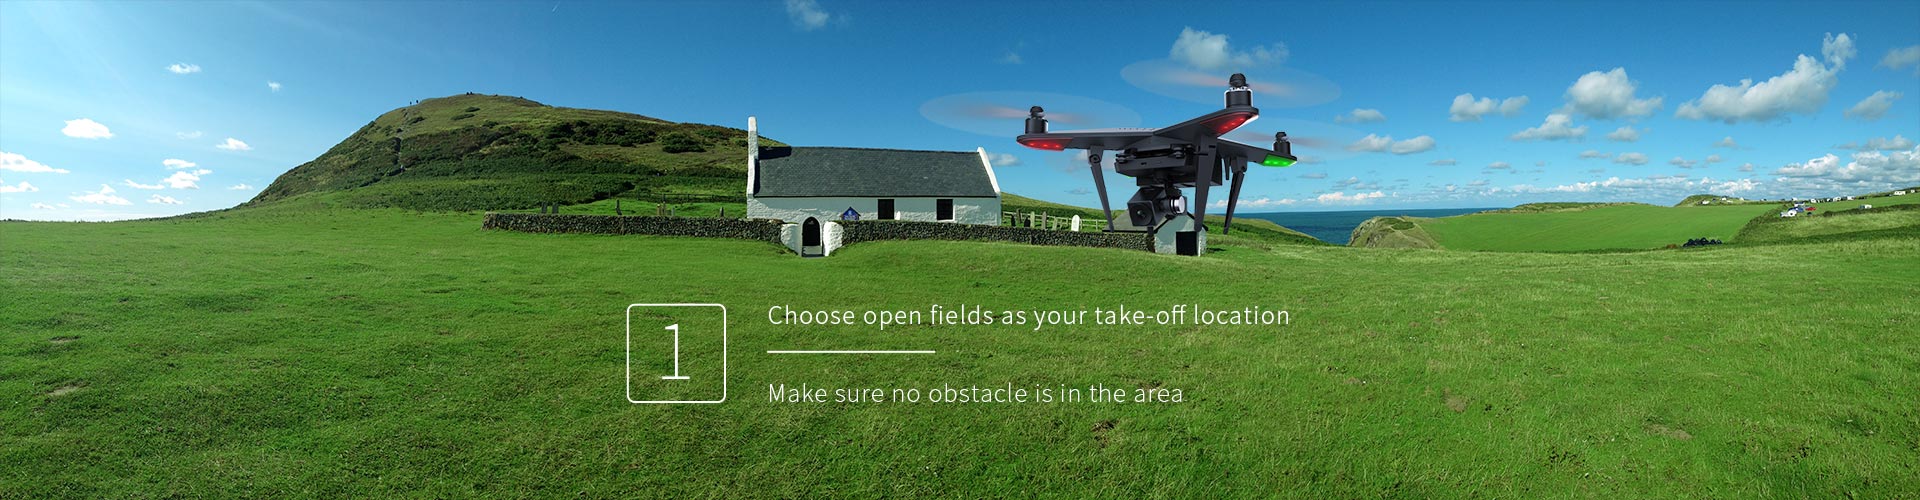 1
Choose open fields as your take-off location
Make sure no obstacle is in the area